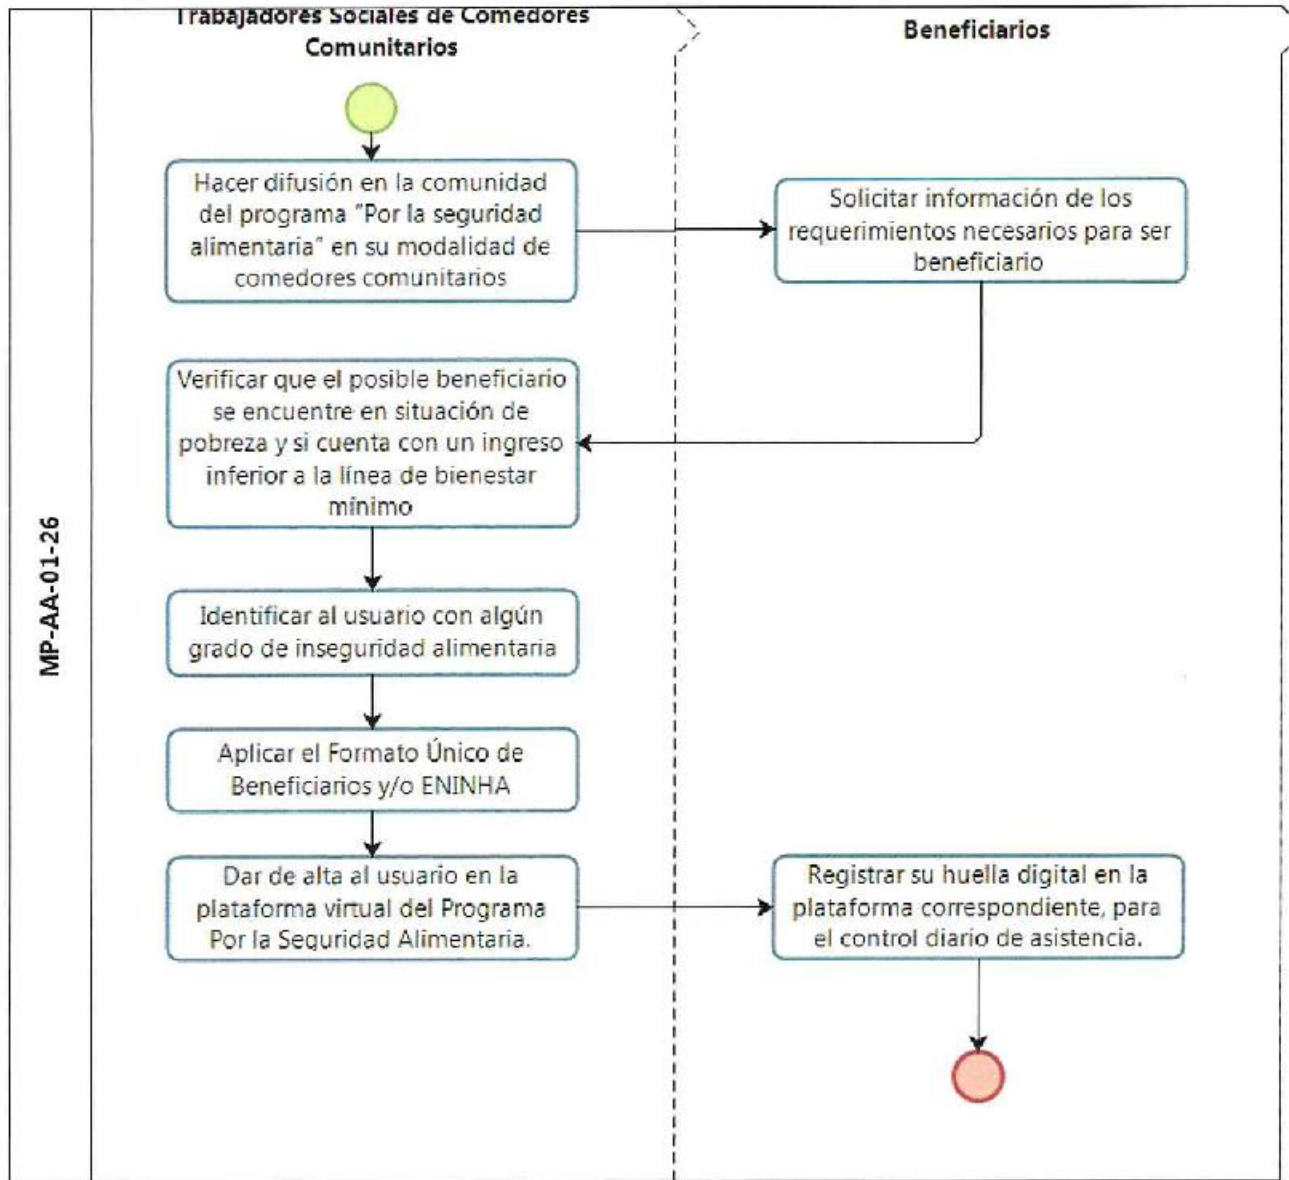 Trabajadores Sociales de Comedores
Comunitarios
Beneficiarios
MP-AA-01-26
Hacer difusión en la comunidad
del programa "Por la seguridad
alimentaria" en su modalidad de
comedores comunitarios
Solicitar información de los
requerimientos necesarios para ser
beneficiario
Verificar que el posible beneficiario
se encuentre en situación de
pobreza y si cuenta con un ingreso
inferior a la línea de bienestar
mínimo
Identificar al usuario con algún
grado de inseguridad alimentaria
Aplicar el Formato Único de
Beneficiarios y/o ENINHA
Dar de alta al usuario en la
plataforma virtual del Programa
Por la Seguridad Alimentaria.
Registrar su huella digital en la
plataforma correspondiente, para
el control diario de asistencia.